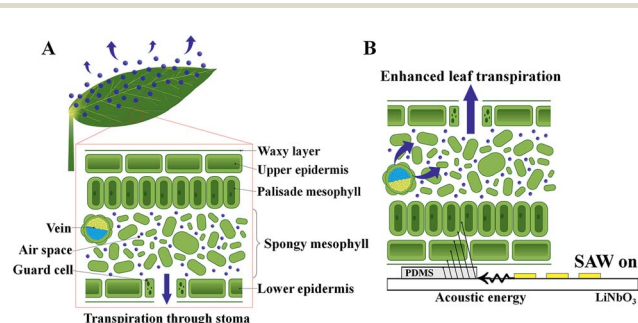 A
B
Enhanced leaf transpiration
Waxy layer
Upper epidermis
Palisade mesophyll
Vein
Air space
Guard cell
Spongy mesophyll
Lower epidermis
Transpiration through stoma
PDMS
SAW on
Acoustic energy
LiNbO₃